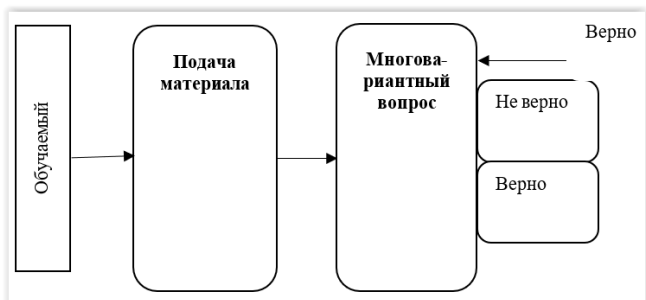 Обучаемый
Подача
материала
Многова-
риантный
вопрос
Верно
Не верно
Верно